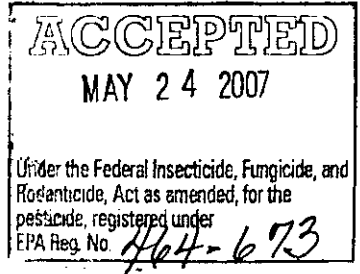 ACCEPTED
MAY 24 2007
Under the Federal Insecticide, Fungicide, and
Rodanticide, Act as amended, for the
pesticide, registered under
EPA Reg. No. 464-673